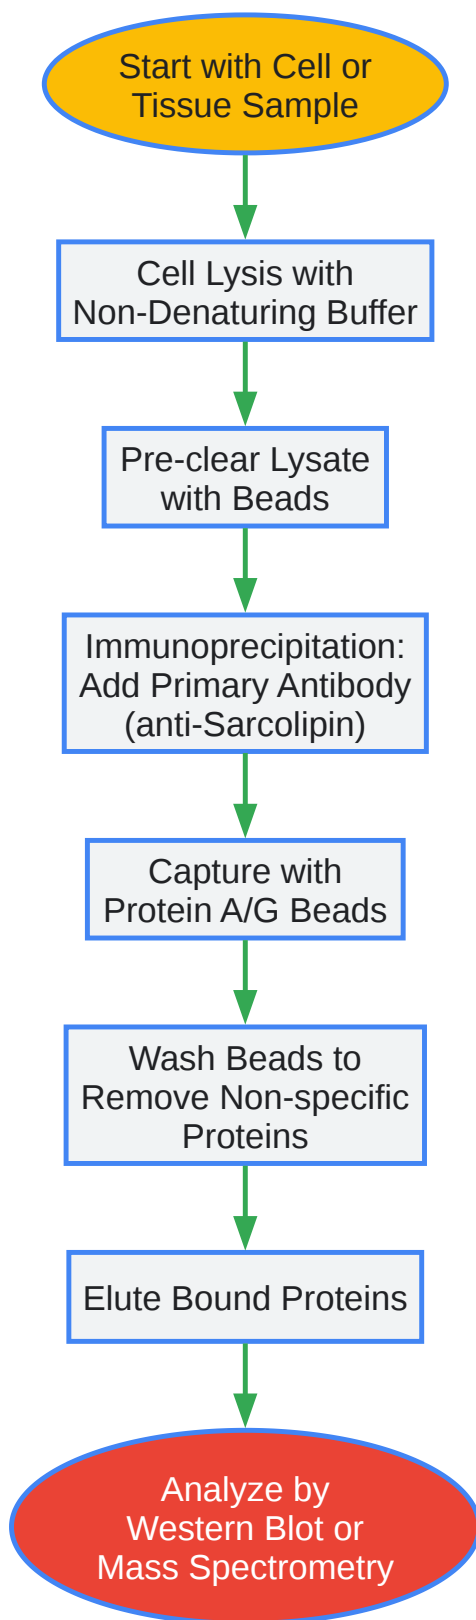 Start with Cell or
Tissue Sample
Cell Lysis with
Non-Denaturing Buffer
Pre-clear Lysate
with Beads
Immunoprecipitation:
Add Primary Antibody
(anti-Sarcolipin)
Capture with
Protein A/G Beads
Wash Beads to
Remove Non-specific
Proteins
Elute Bound Proteins
Analyze by
Western Blot or
Mass Spectrometry